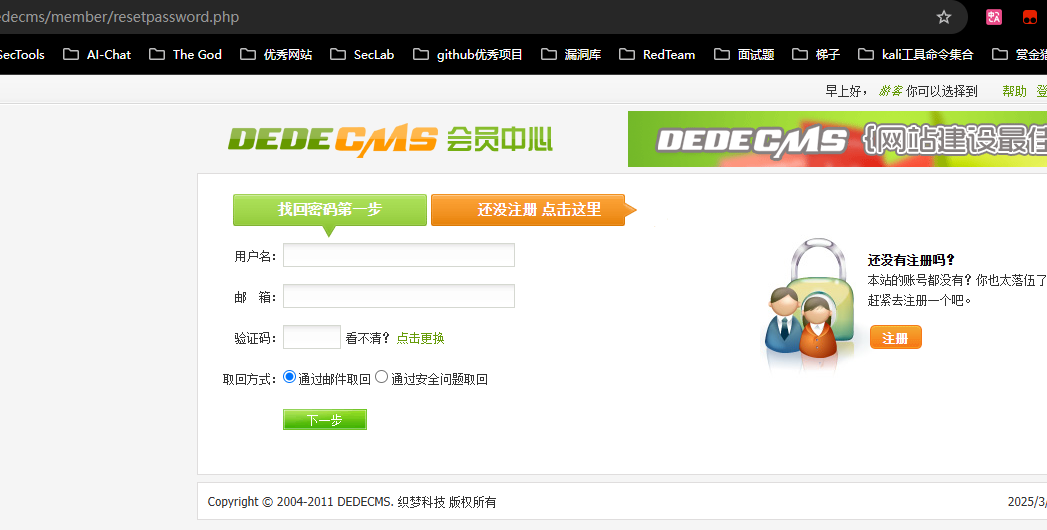 decms/member/resetpassword.php
SecTools AI-Chat The God 优秀网站 SecLab github优秀项目 漏洞库 RedTeam 面试题 梯子 kali工具命令集合 赏金猎
早上好， 游客 你可以选择到 帮助 登
DEDECMS 会员中心
DEDECMS {网站建设最佳
找回密码第一步 还没注册 点击这里
用户名：
还没有注册吗？
本站的账号都没有？你也太落伍了
赶紧去注册一个吧。
注册
邮 箱：
验证码： 看不清？ 点击更换
取回方式： 通过邮件取回 通过安全问题取回
下一步
Copyright © 2004-2011 DEDECMS. 织梦科技 版权所有
2025/3/